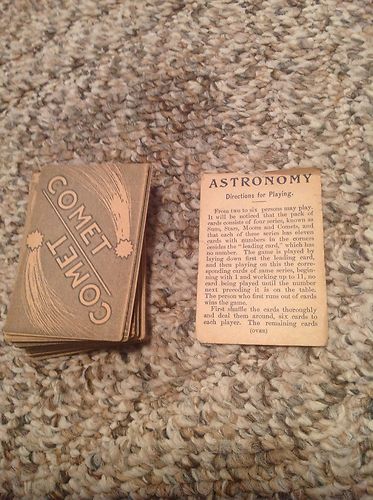 COMET
COMET
ASTRONOMY
Directions for Playing.
From two to six persons may play.
It will be noticed that the pack of
cards consists of four series, known as
Suns, Stars, Moons and Comets, and
that each of these series has eleven
cards with numbers in the corners
besides the "leading card," which has
no number. The game is played by
laying down first the leading card,
and then playing on this the corre-
sponding cards of same series, begin-
ning with 1 and working up to 11, no
card being played until the number
next preceding it is on the table.
The person who first runs out of cards
wins the game.
First shuffle the cards thoroughly
and deal them around, six cards to
each player. The remaining cards
(OVER)